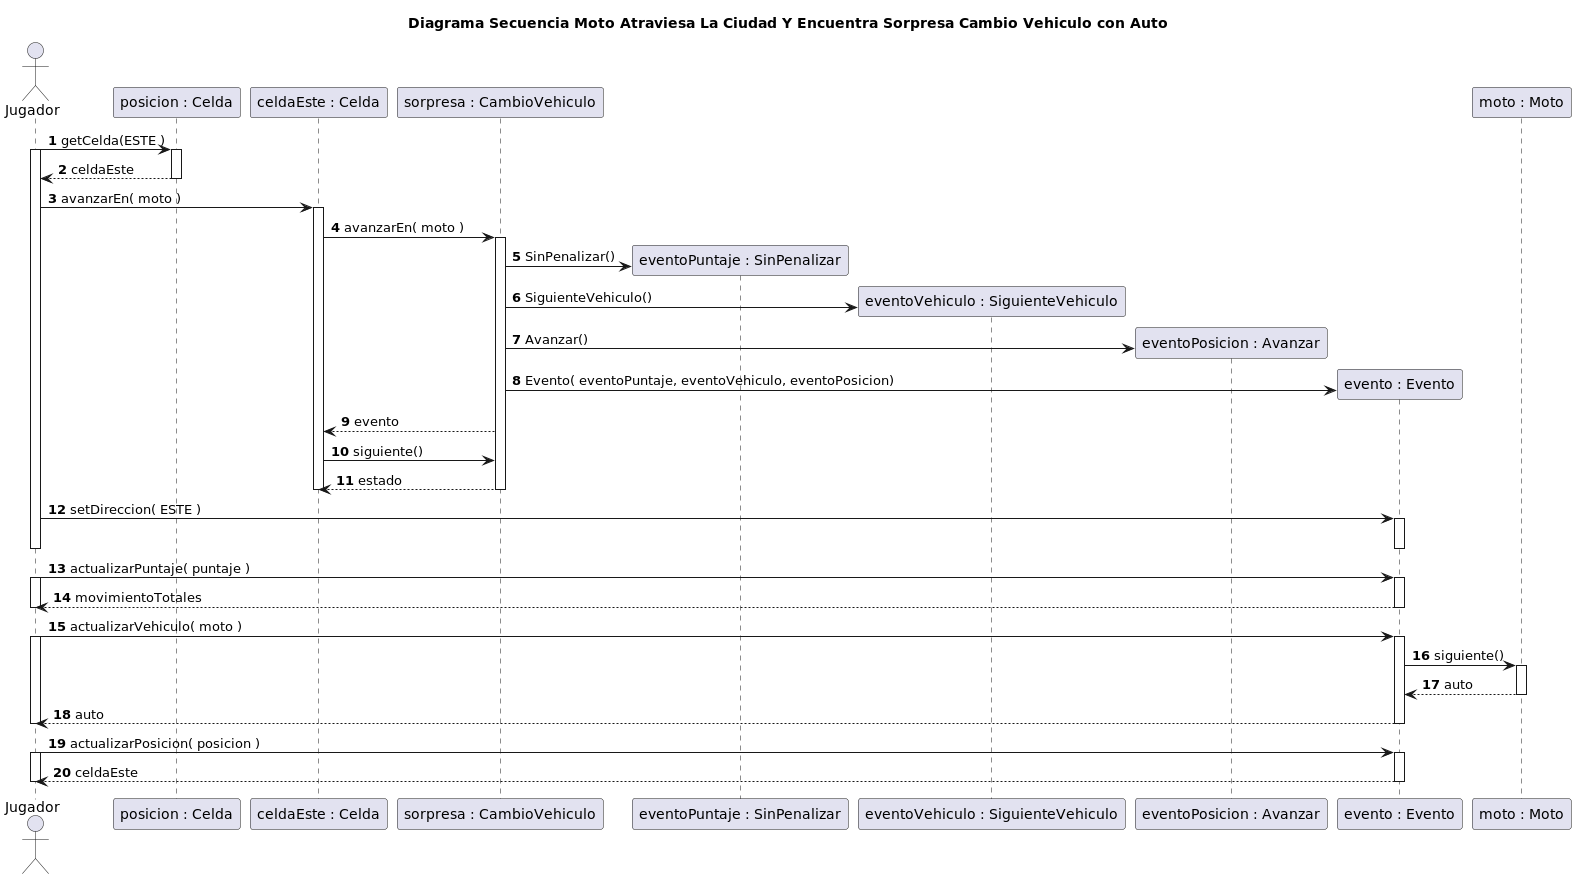 Diagrama Secuencia Moto Atraviesa La Ciudad Y Encuentra Sorpresa Cambio Vehiculo con Auto
Jugador
posicion : Celda
celdaEste : Celda
sorpresa : CambioVehiculo
moto : Moto
1 getCelda(ESTE )
2 celdaEste
3 avanzarEn( moto )
4 avanzarEn( moto )
5 SinPenalizar()
eventoPuntaje : SinPenalizar
6 SiguienteVehiculo()
eventoVehiculo : SiguienteVehiculo
7 Avanzar()
eventoPosicion : Avanzar
8 Evento( eventoPuntaje, eventoVehiculo, eventoPosicion)
evento : Evento
9 evento
10 siguiente()
11 estado
12 setDireccion( ESTE )
13 actualizarPuntaje( puntaje )
14 movimientoTotales
15 actualizarVehiculo( moto )
16 siguiente()
17 auto
18 auto
19 actualizarPosicion( posicion )
20 celdaEste
Jugador
posicion : Celda
celdaEste : Celda
sorpresa : CambioVehiculo
eventoPuntaje : SinPenalizar
eventoVehiculo : SiguienteVehiculo
eventoPosicion : Avanzar
evento : Evento
moto : Moto